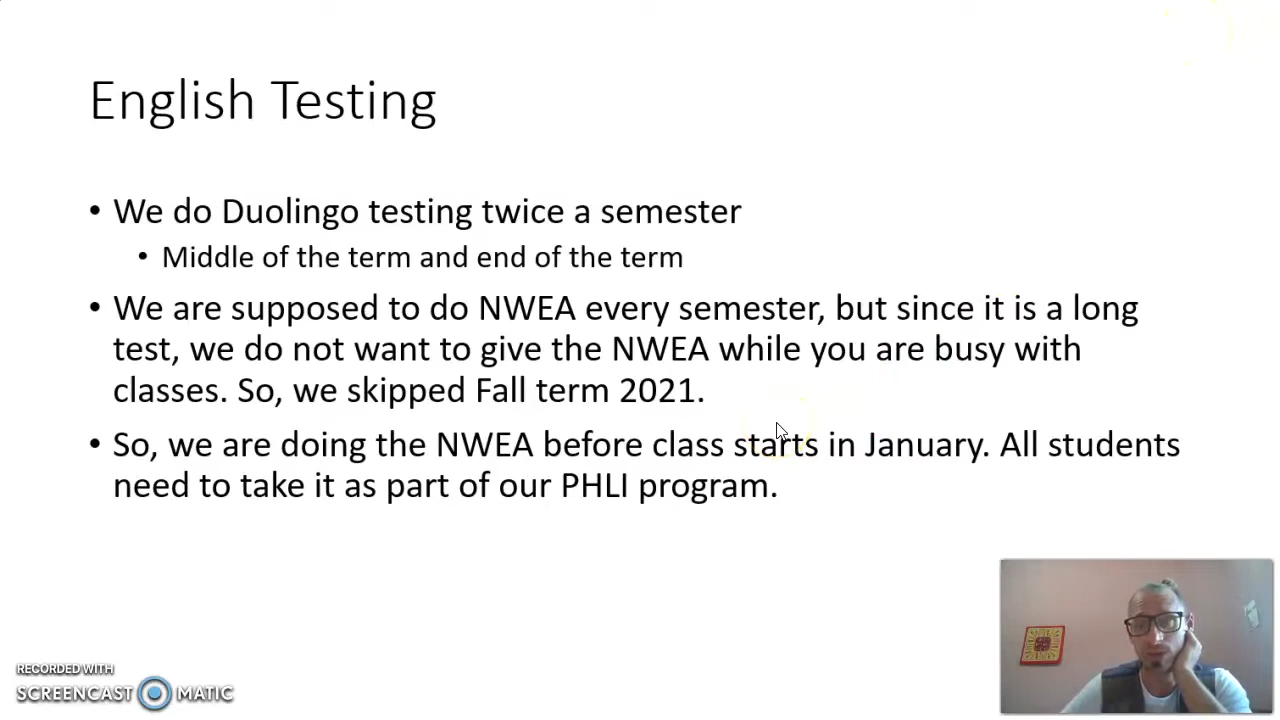 English Testing
• We do Duolingo testing twice a semester
• Middle of the term and end of the term
• We are supposed to do NWEA every semester, but since it is a long
test, we do not want to give the NWEA while you are busy with
classes. So, we skipped Fall term 2021.
• So, we are doing the NWEA before class starts in January. All students
need to take it as part of our PHLI program.
RECORDED WITH
SCREENCAST MATIC